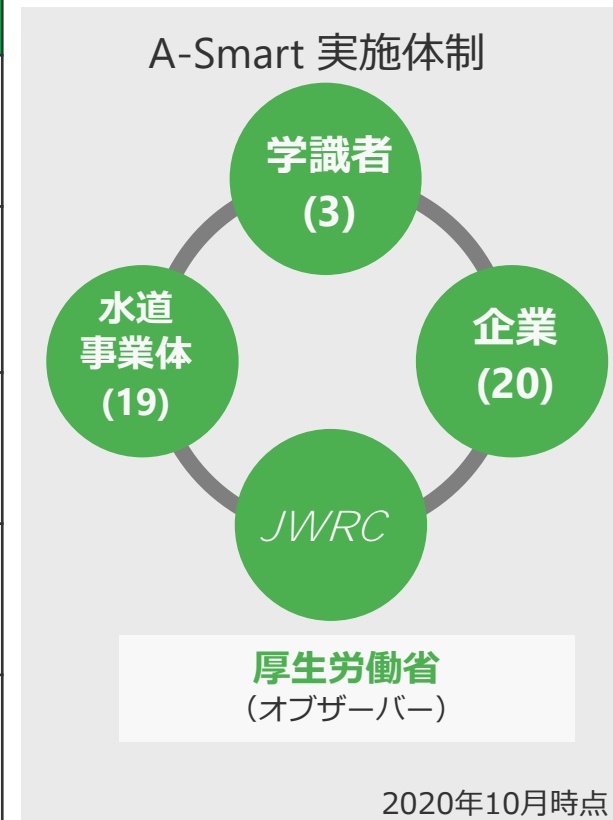 A-Smart 実施体制
学識者
(3)
水道
事業体
(19)
企業
(20)
JWRC
厚生労働省
（オブザーバー）
2020年10月時点